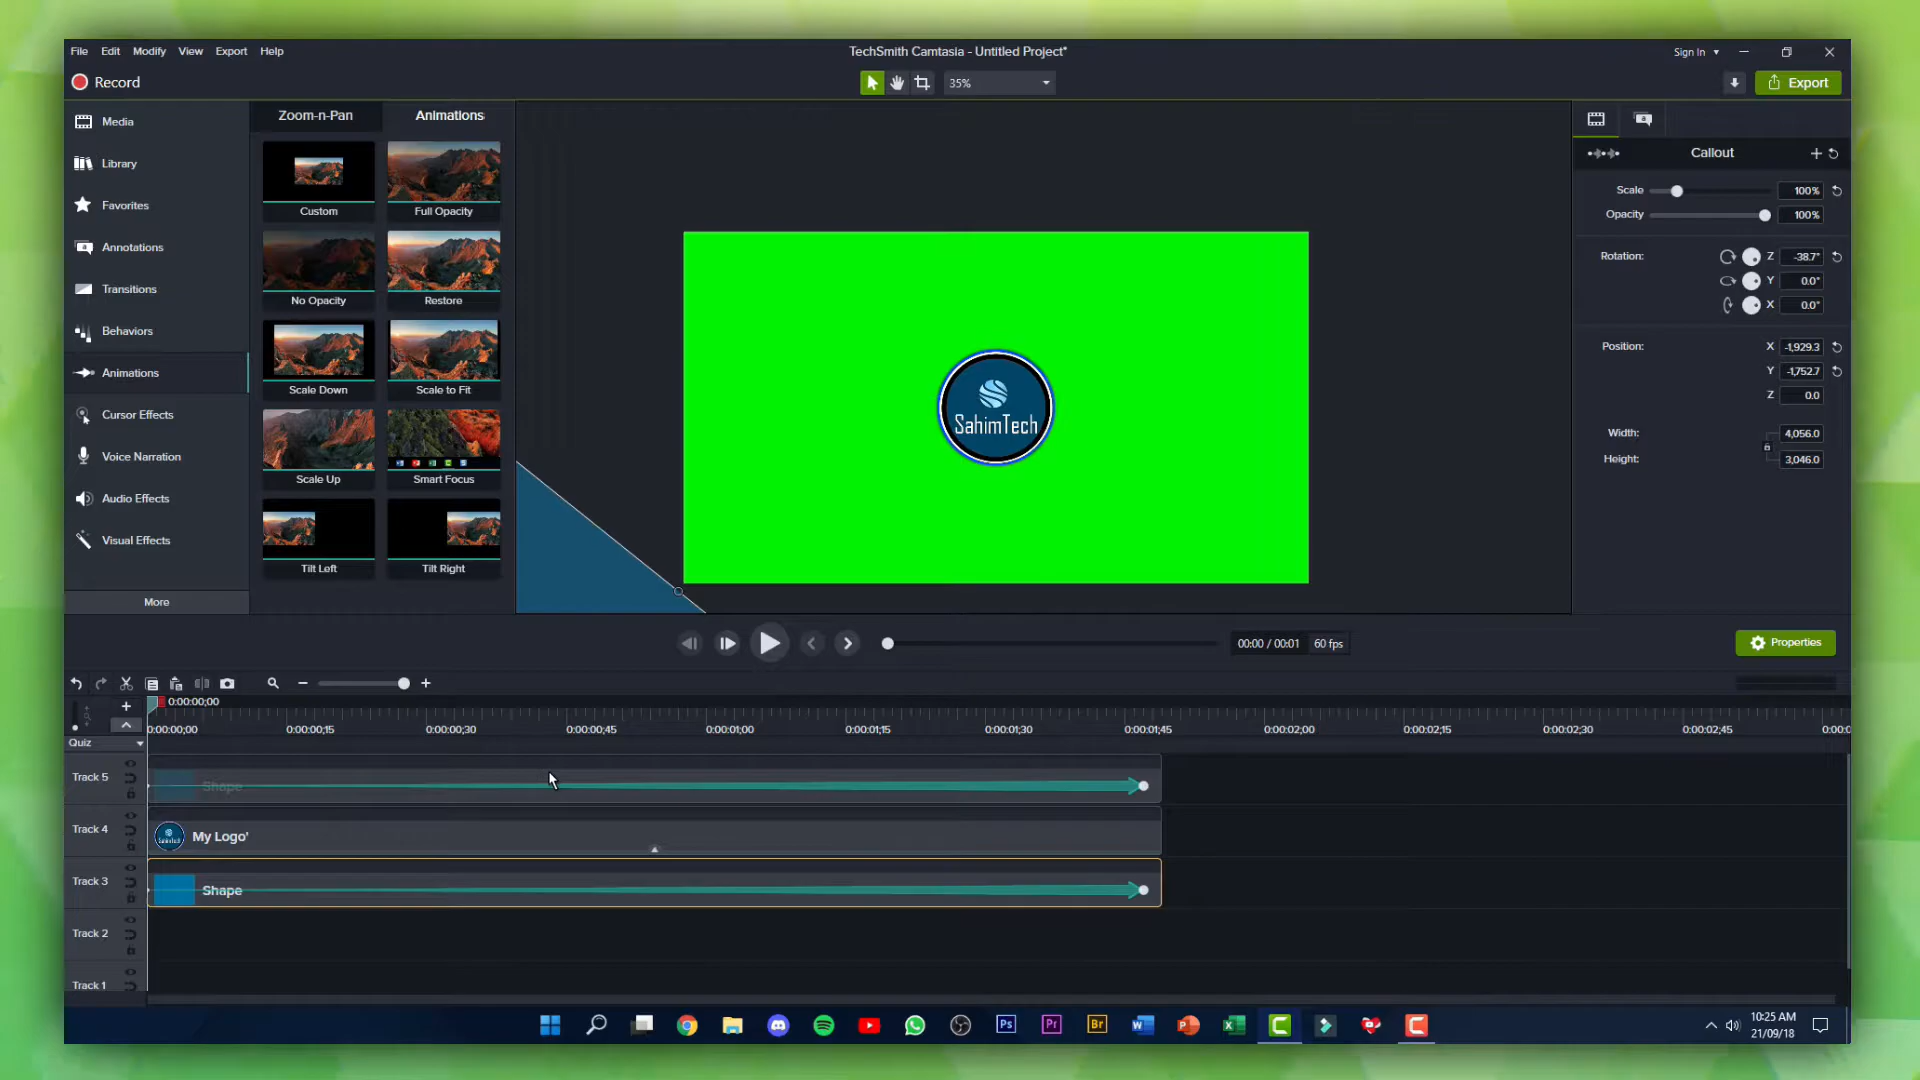 File Edit Modify View Export Help
TechSmith Camtasia - Untitled Project*
Sign In
Record
35%
Export
Media
Library
Favorites
Annotations
Transitions
Behaviors
Animations
Cursor Effects
Voice Narration
Audio Effects
Visual Effects
More
Zoom-n-Pan
Animations
Custom
Full Opacity
No Opacity
Restore
Scale Down
Scale to Fit
Scale Up
Smart Focus
Tilt Left
Tilt Right
SahimTech
Callout
Scale 100%
Opacity 100%
Rotation: Z -38.7°
Y 0.0°
X 0.0°
Position: X -1,929.3
Y -1,752.7
Z 0.0
Width: 4,056.0
Height: 3,046.0
00:00 / 00:01 60 fps
Properties
0:00:00;00
0:00:00;00 0:00:00;15 0:00:00;30 0:00:00;45 0:00:01;00 0:00:01;15 0:00:01;30 0:00:01;45 0:00:02;00 0:00:02;15 0:00:02;30 0:00:02;45 0:00:0
Quiz
Track 5
Shape
Track 4
My Logo'
Track 3
Shape
Track 2
Track 1
Ps Pr Br
10:25 AM
21/09/18